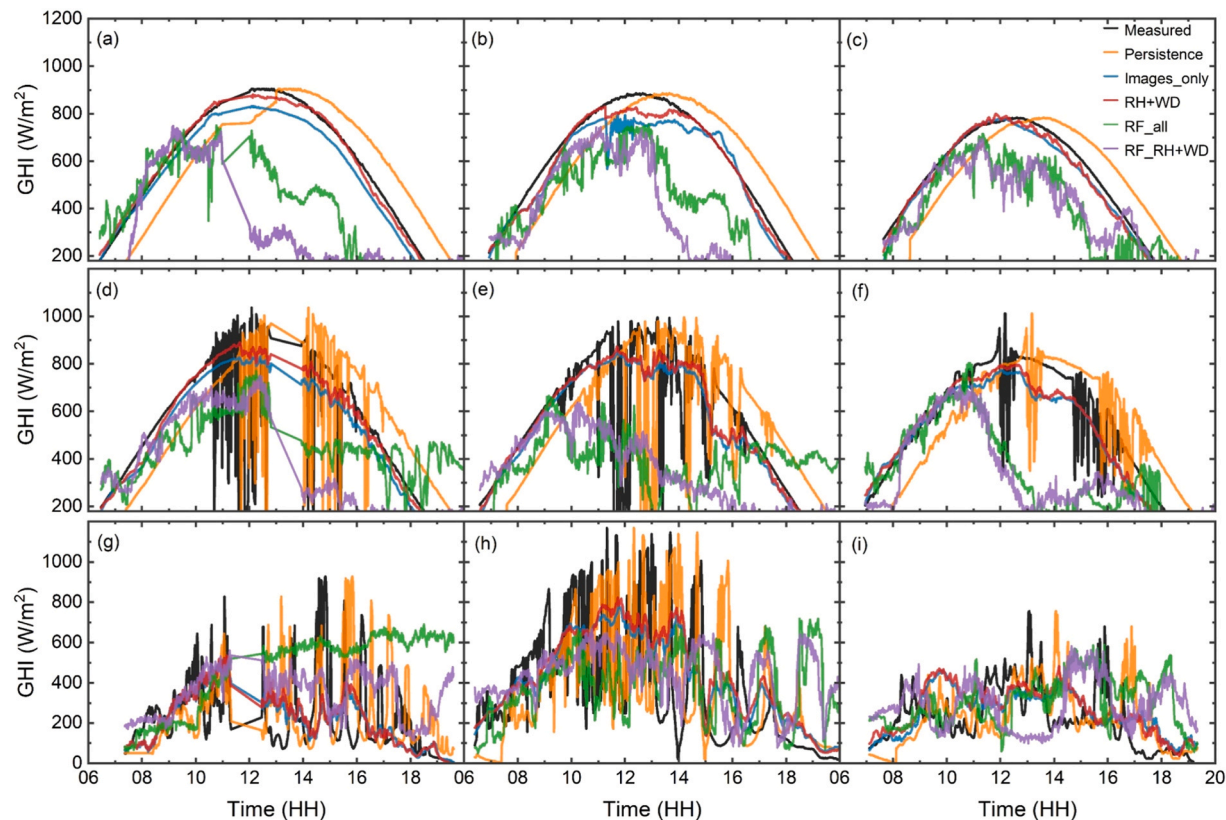 1200
1000
800
600
400
200
GHI (W/m²)
(a)
(b)
(c)
Measured
Persistence
Images_only
RH+WD
RF_all
RF_RH+WD
1000
800
600
400
200
GHI (W/m²)
(d)
(e)
(f)
1000
800
600
400
200
0
GHI (W/m²)
(g)
(h)
(i)
06 08 10 12 14 16 18 06 08 10 12 14 16 18 06 08 10 12 14 16 18 20
Time (HH) Time (HH) Time (HH)